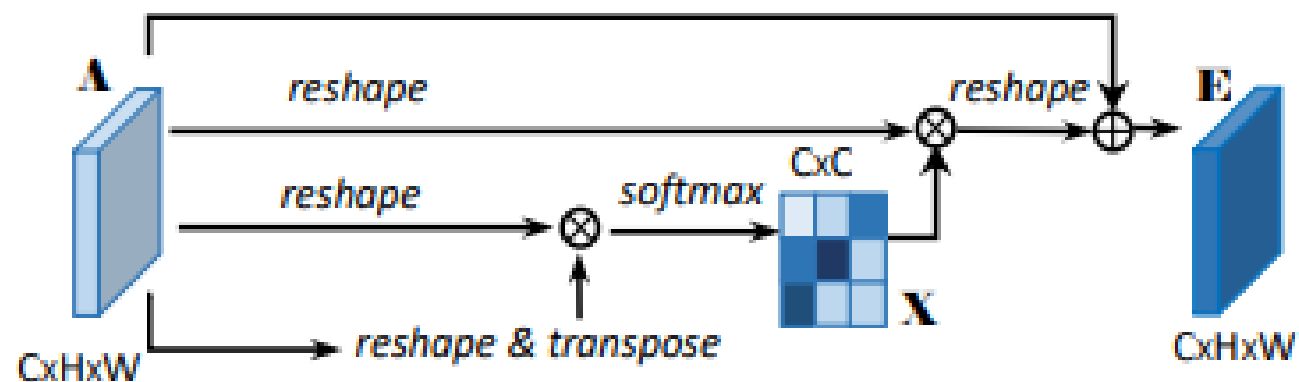 A
reshape
reshape
E
CxC
reshape
softmax
X
reshape & transpose
CxHxW
CxHxW